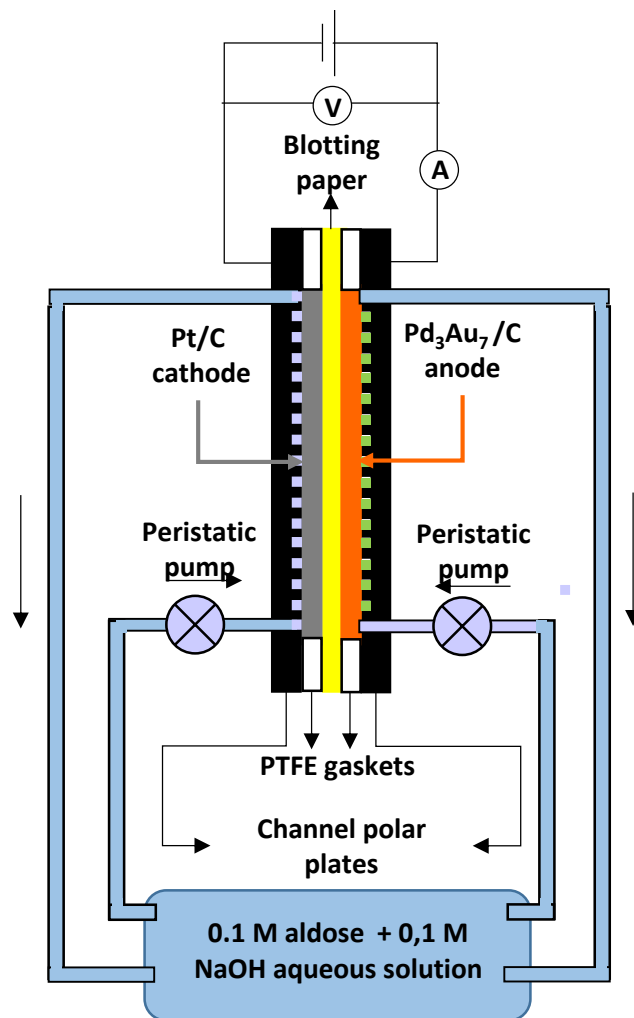 V
Blotting
paper
A
Pt/C
cathode
Pd₃Au₇ /C
anode
Peristatic
pump
Peristatic
pump
PTFE gaskets
Channel polar
plates
0.1 M aldose + 0,1 M
NaOH aqueous solution